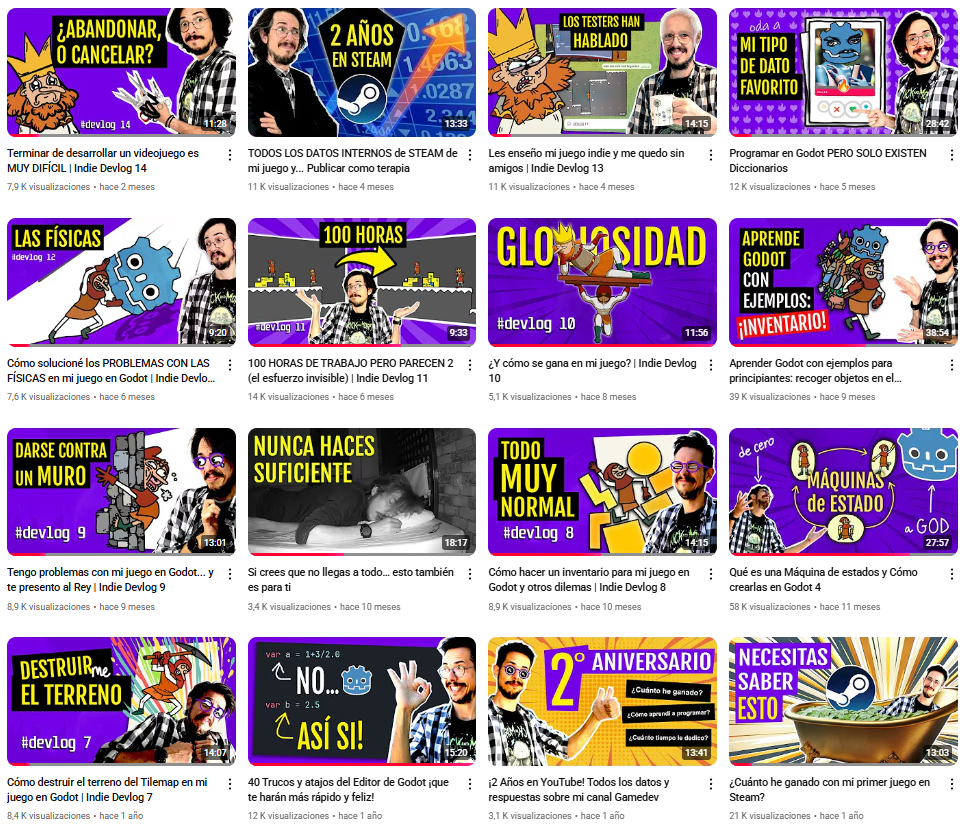 ¿ABANDONAR,
O CANCELAR?
#devlog 14
11:28
Terminar de desarrollar un videojuego es
MUY DIFÍCIL | Indie Devlog 14
7,9 K visualizaciones • hace 2 meses
2 AÑOS
EN STEAM
0.168
4563
1.0287
2.371
13:33
TODOS LOS DATOS INTERNOS de STEAM de
mi juego y... Publicar como terapia
11 K visualizaciones • hace 4 meses
LOS TESTERS HAN
HABLADO
14:15
Les enseño mi juego indie y me quedo sin
amigos | Indie Devlog 13
11 K visualizaciones • hace 4 meses
oda a
MI TIPO
DE DATO
FAVORITO
28:42
Programar en Godot PERO SOLO EXISTEN
Diccionarios
12 K visualizaciones • hace 5 meses
LAS FÍSICAS
#devlog 12
9:20
Cómo solucioné los PROBLEMAS CON LAS
FÍSICAS en mi juego en Godot | Indie Devlo...
7,6 K visualizaciones • hace 6 meses
100 HORAS
#devlog 11
9:33
100 HORAS DE TRABAJO PERO PARECEN 2
(el esfuerzo invisible) | Indie Devlog 11
14 K visualizaciones • hace 6 meses
GLORIOSIDAD
#devlog 10
11:56
¿Y cómo se gana en mi juego? | Indie Devlog
10
5,1 K visualizaciones • hace 8 meses
APRENDE
GODOT
CON
EJEMPLOS:
¡INVENTARIO!
38:54
Aprender Godot con ejemplos para
principiantes: recoger objetos en el...
39 K visualizaciones • hace 9 meses
DARSE CONTRA
UN MURO
#devlog 9
13:01
Tengo problemas con mi juego en Godot... y
te presento al Rey | Indie Devlog 9
8,9 K visualizaciones • hace 9 meses
NUNCA HACES
SUFICIENTE
18:17
Si crees que no llegas a todo… esto también
es para ti
3,4 K visualizaciones • hace 10 meses
TODO
MUY
NORMAL
#devlog 8
14:15
Cómo hacer un inventario para mi juego en
Godot y otros dilemas | Indie Devlog 8
8,9 K visualizaciones • hace 10 meses
de cero
MÁQUINAS
de ESTADO
a GOD
27:57
Qué es una Máquina de estados y Cómo
crearlas en Godot 4
58 K visualizaciones • hace 11 meses
DESTRUIRme
EL TERRENO
#devlog 7
14:07
Cómo destruir el terreno del Tilemap en mi
juego en Godot | Indie Devlog 7
8,4 K visualizaciones • hace 1 año
var a = 1+3/2.0
NO...
var b = 2.5
ASÍ SI!
15:20
40 Trucos y atajos del Editor de Godot ¡que
te harán más rápido y feliz!
12 K visualizaciones • hace 1 año
2º ANIVERSARIO
¿Cuánto he ganado?
¿Cómo aprendí a programar?
¿Cuánto tiempo le dedico?
13:41
¡2 Años en YouTube! Todos los datos y
respuestas sobre mi canal Gamedev
3,1 K visualizaciones • hace 1 año
NECESITAS
SABER
ESTO
13:03
¿Cuánto he ganado con mi primer juego en
Steam?
21 K visualizaciones • hace 1 año